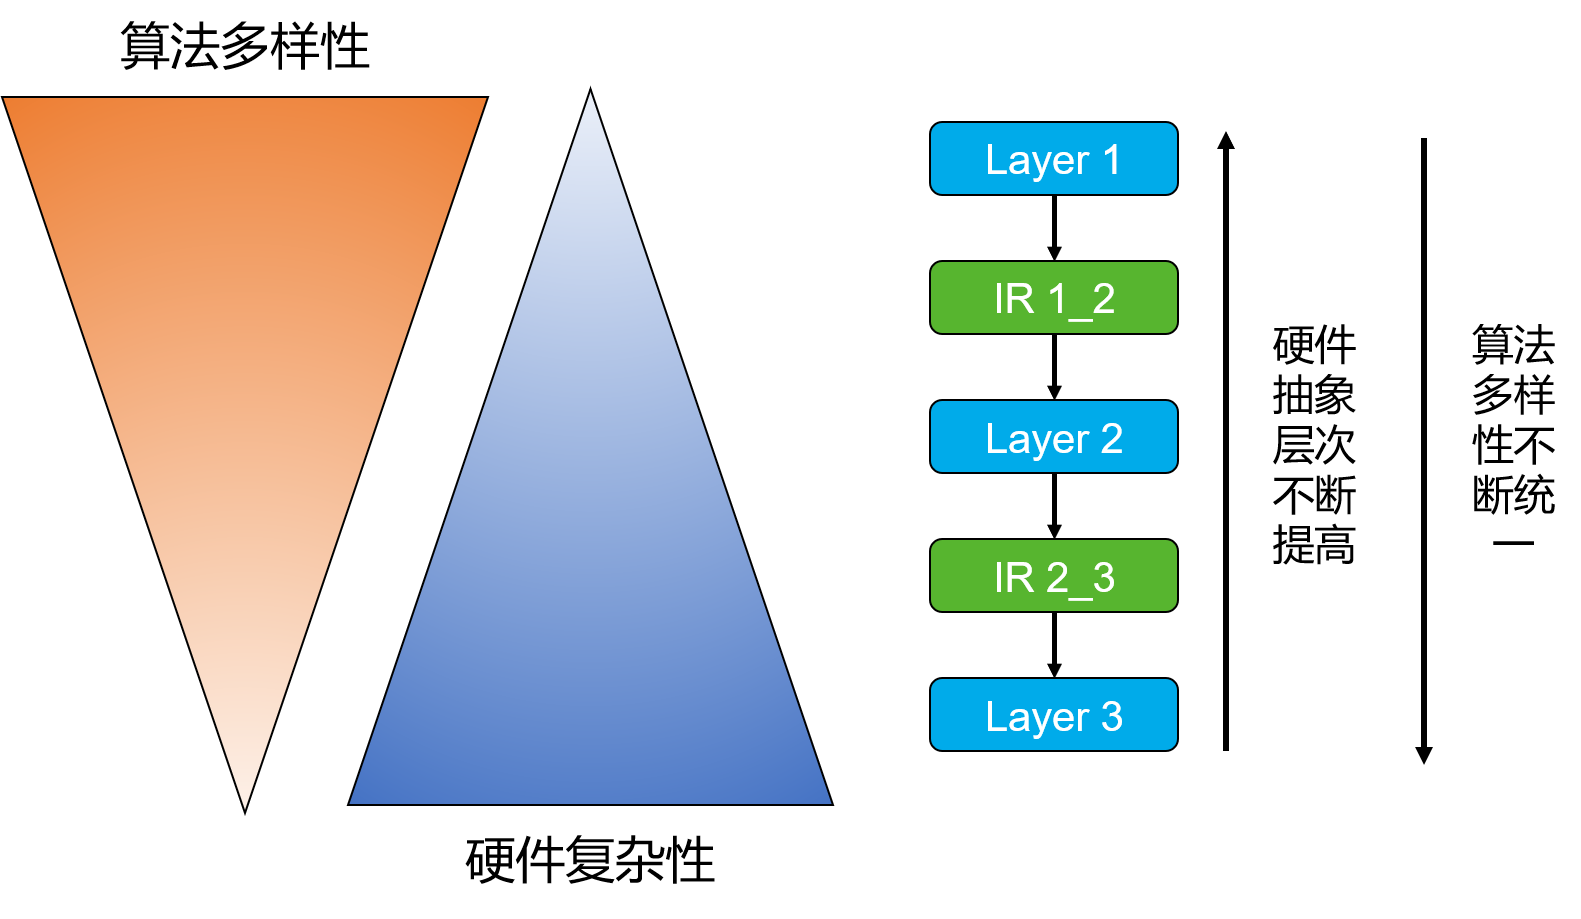 算法多样性
硬件复杂性
Layer 1
IR 1_2
Layer 2
IR 2_3
Layer 3
硬件
抽象
层次
不断
提高
算法
多样
性不
断统
一